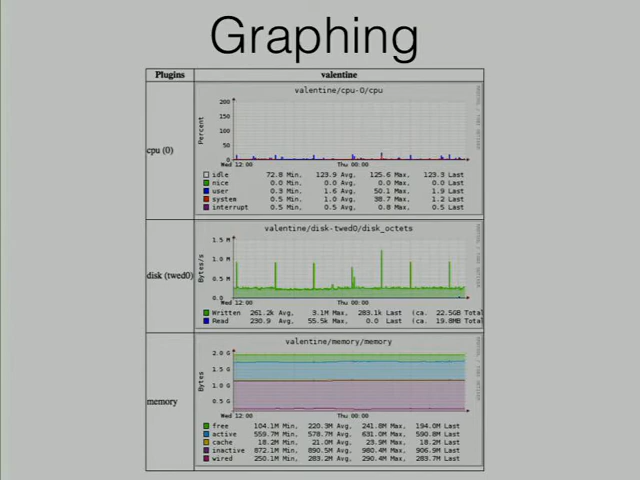 Graphing
Plugins valentine
cpu (0)
valentine/cpu-0/cpu
Percent
200
150
100
50
0
Wed 12:00 Thu 00:00
idle 72.8 Min, 123.9 Avg, 125.6 Max, 123.3 Last
nice 0.0 Min, 0.0 Avg, 0.0 Max, 0.0 Last
user 0.3 Min, 1.6 Avg, 50.1 Max, 1.9 Last
system 0.5 Min, 1.0 Avg, 38.7 Max, 1.2 Last
interrupt 0.5 Min, 0.5 Avg, 0.8 Max, 0.5 Last
disk (twed0)
valentine/disk-twed0/disk_octets
Bytes/s
1.5 M
1.0 M
0.5 M
0.0
Wed 12:00 Thu 00:00
Written 261.2k Avg, 3.1M Max, 283.1k Last (ca. 22.5GB Total
Read 230.9 Avg, 55.5k Max, 0.0 Last (ca. 19.8MB Total
memory
valentine/memory/memory
Bytes
2.0 G
1.5 G
1.0 G
0.5 G
Wed 12:00 Thu 00:00
free 104.1M Min, 220.3M Avg, 241.8M Max, 194.0M Last
active 559.7M Min, 578.7M Avg, 631.0M Max, 590.8M Last
cache 18.2M Min, 21.0M Avg, 23.9M Max, 18.2M Last
inactive 872.1M Min, 890.5M Avg, 980.4M Max, 906.9M Last
wired 250.1M Min, 283.2M Avg, 290.4M Max, 283.7M Last